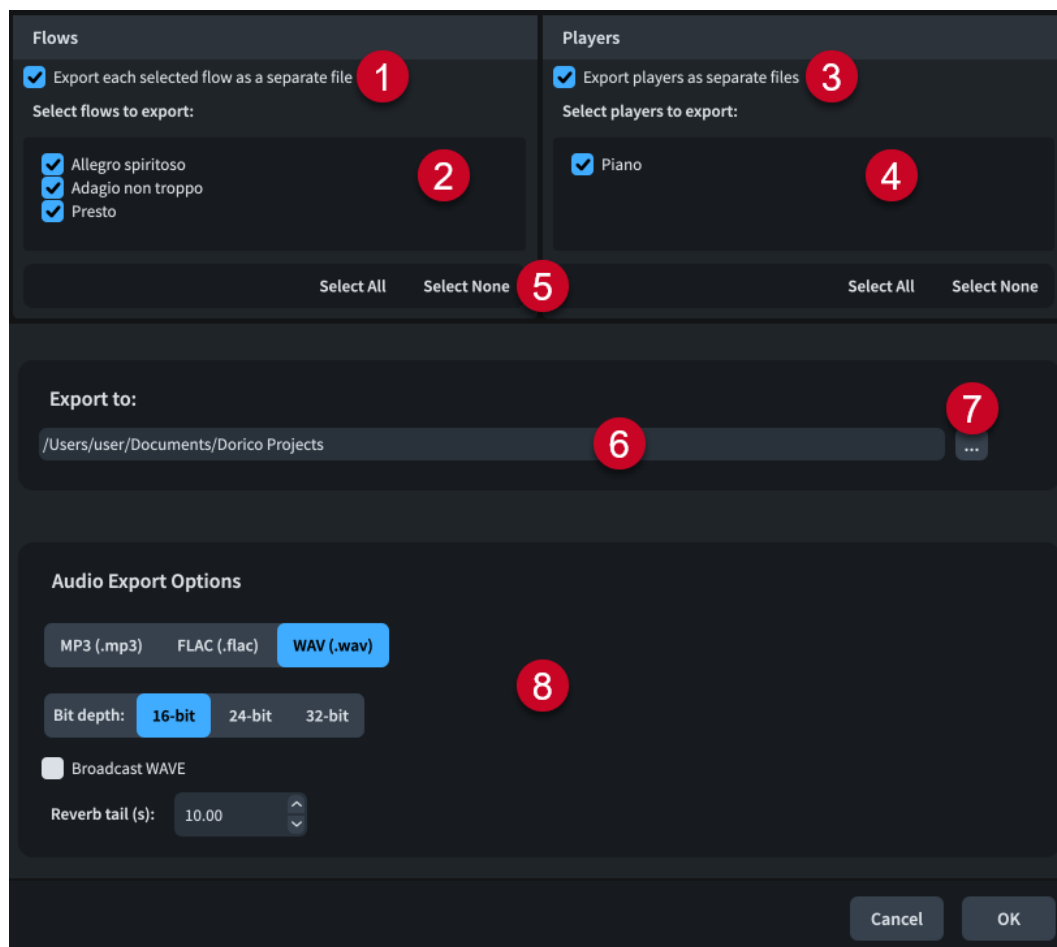 Flows
Export each selected flow as a separate file 1
Select flows to export:
Allegro spiritoso
Adagio non troppo
Presto
2
Select All Select None 5
Players
Export players as separate files 3
Select players to export:
Piano
4
Select All Select None
Export to:
7
/Users/user/Documents/Dorico Projects 6 ...
Audio Export Options
MP3 (.mp3) FLAC (.flac) WAV (.wav)
8
Bit depth: 16-bit 24-bit 32-bit
Broadcast WAVE
Reverb tail (s): 10.00
Cancel OK